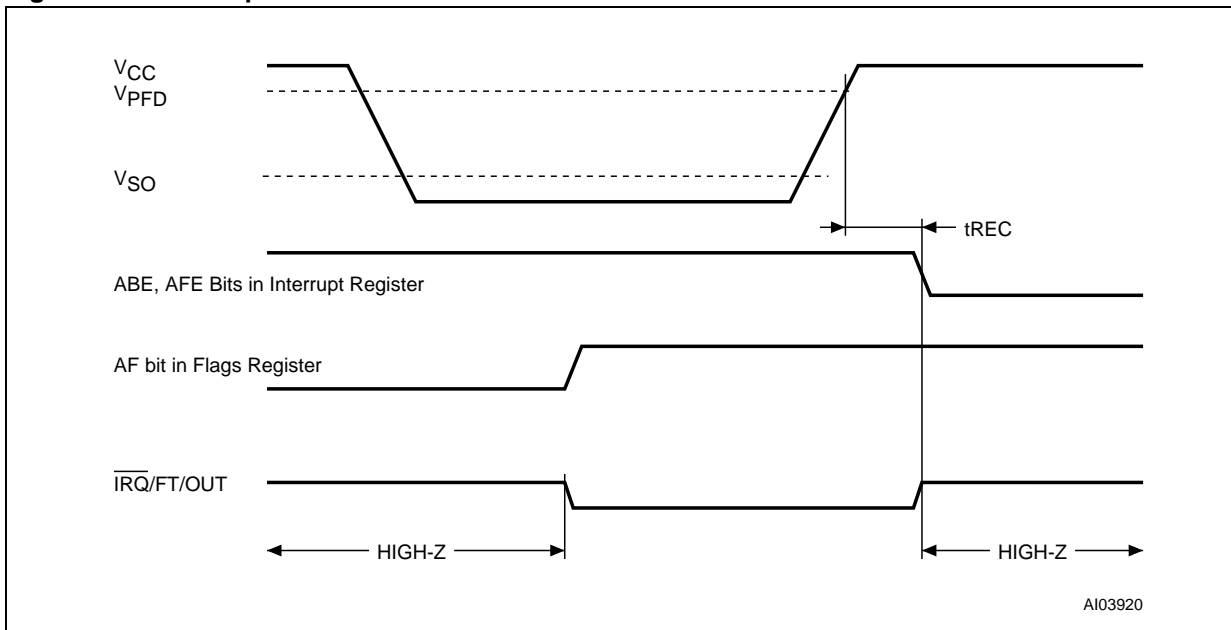 VCC
VPFD
VSO
tREC
ABE, AFE Bits in Interrupt Register
AF bit in Flags Register
IRQ/FT/OUT
HIGH-Z
HIGH-Z
AI03920